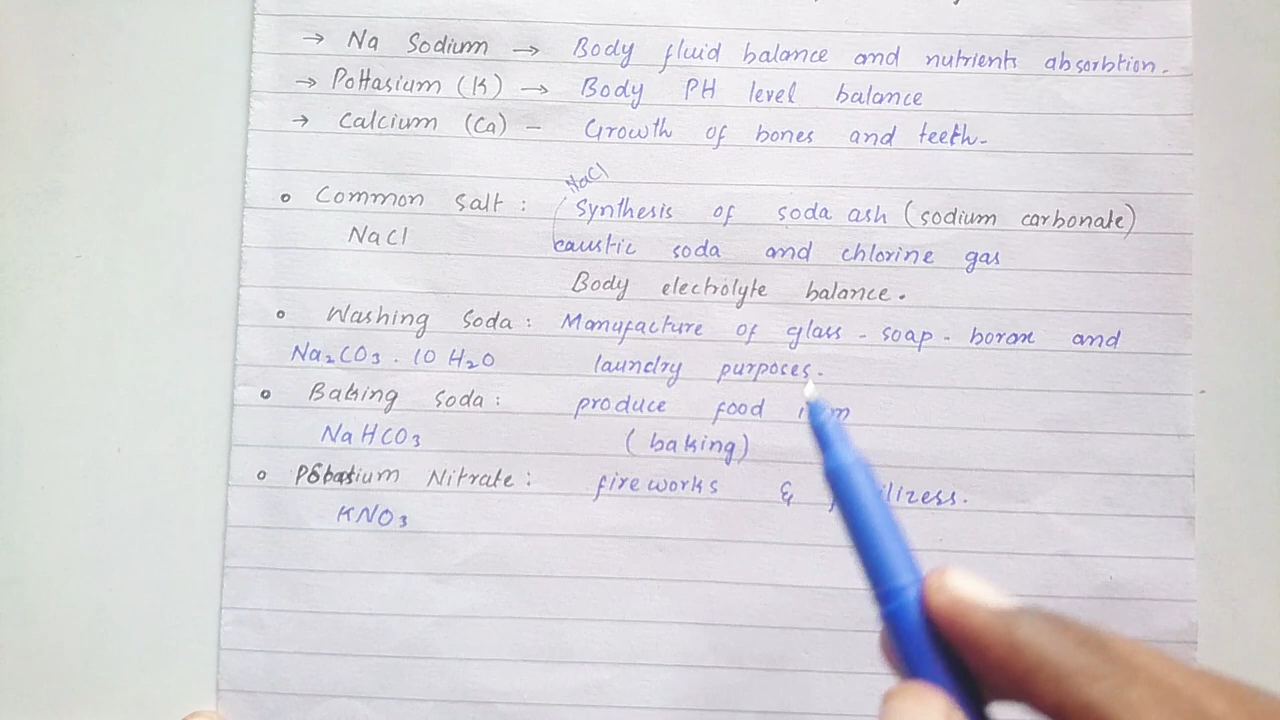 → Na Sodium → Body fluid balance and nutrients absorbtion.
→ Pottasium (K) → Body PH level balance
→ Calcium (Ca) - Growth of bones and teeth-
NaCl
• Common Salt : Synthesis of soda ash (sodium carbonate)
NaCl caustic soda and chlorine gas
Body electrolyte balance.
• Washing Soda : Manufacture of glass - soap - borax and
Na₂CO₃ . 10 H₂O laundry purposes.
• Baking Soda : produce food
NaHCO₃ (baking)
• Nitrate : fireworks &
KNO₃